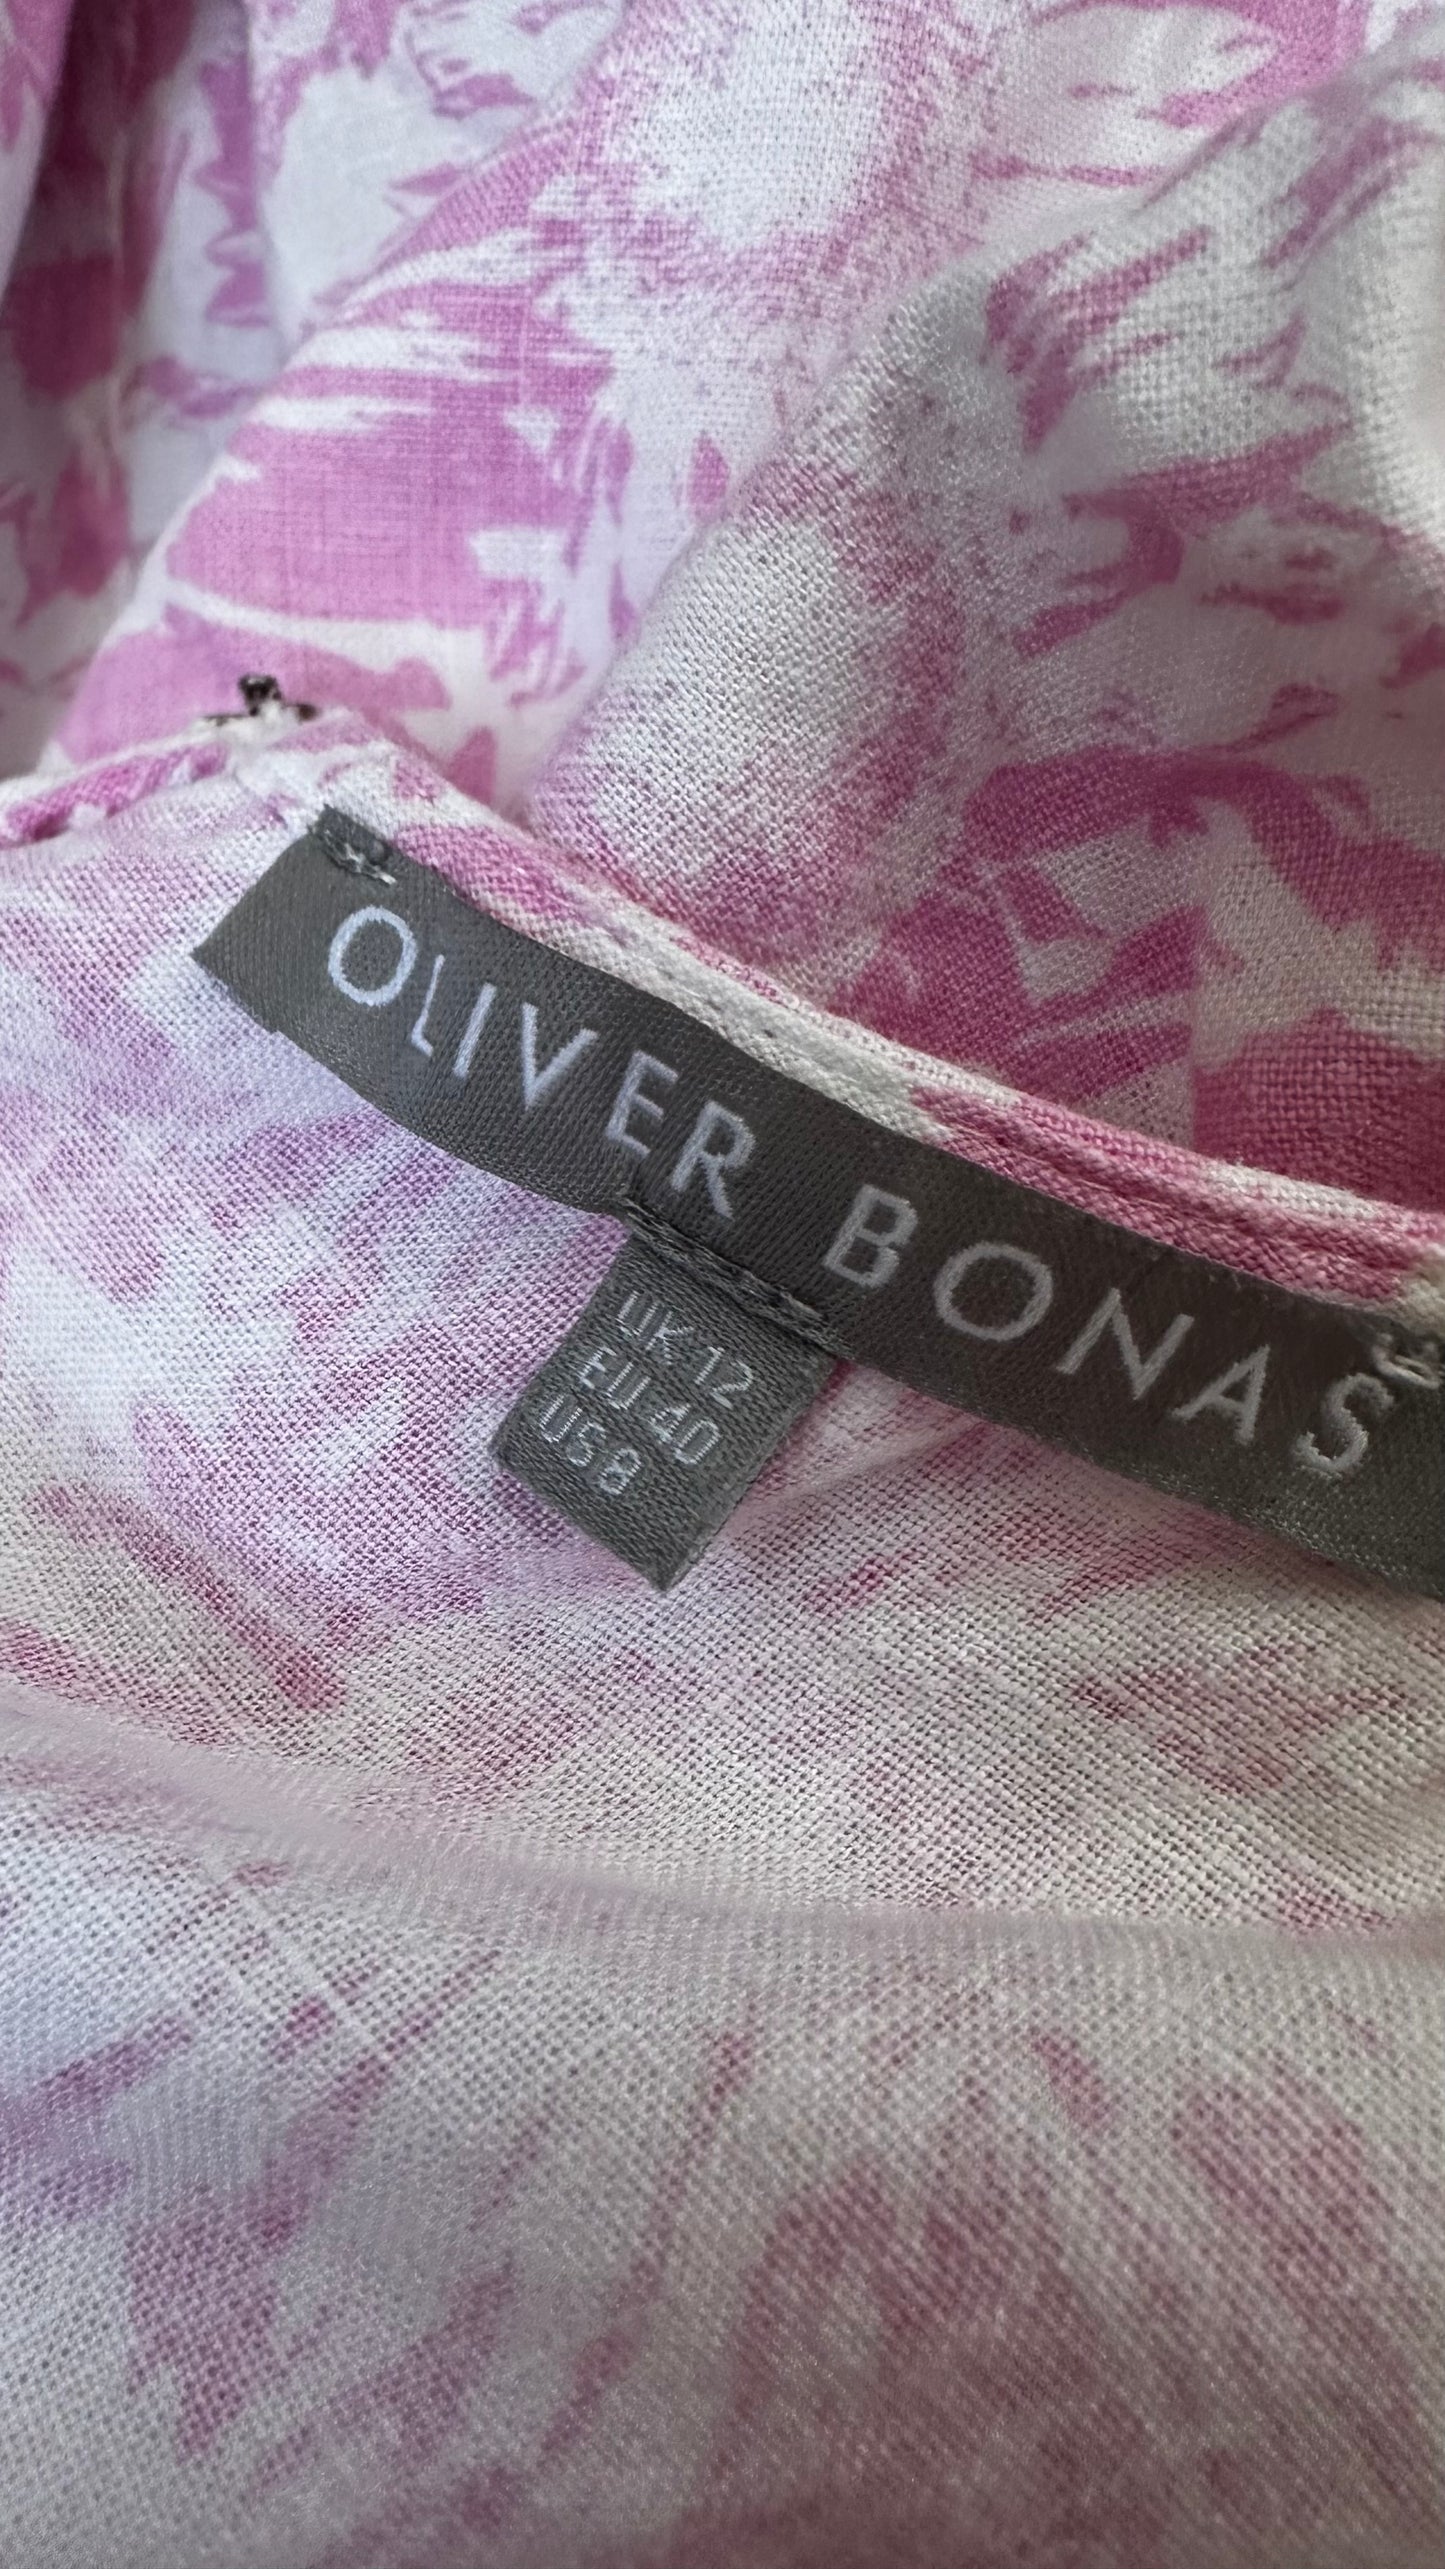 OLIVER BONAS
UK 12
EU 40
US 8